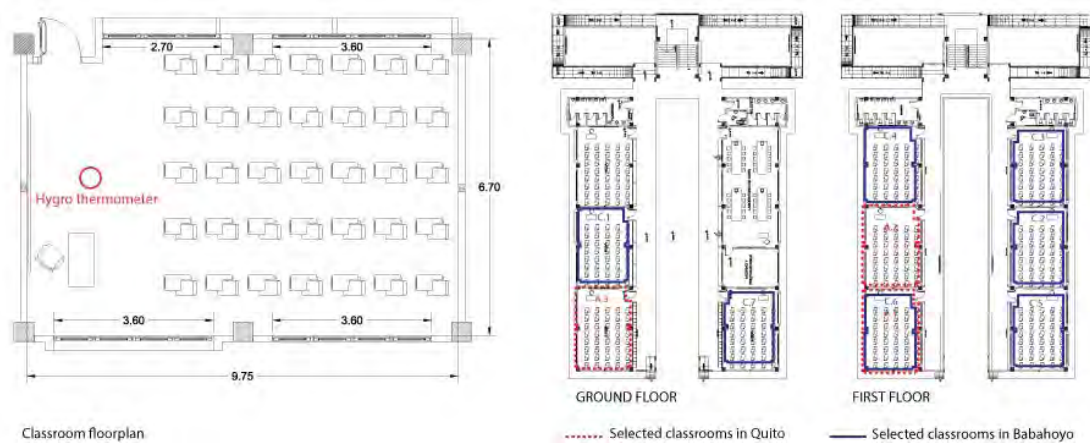 2.70
3.60
6.70
Hygro thermometer
3.60
3.60
9.75
Classroom floorplan
C.1
A.3
C.7
GROUND FLOOR
C.4
C.3
C.2
C.6
C.5
FIRST FLOOR
Selected classrooms in Quito
Selected classrooms in Babahoyo